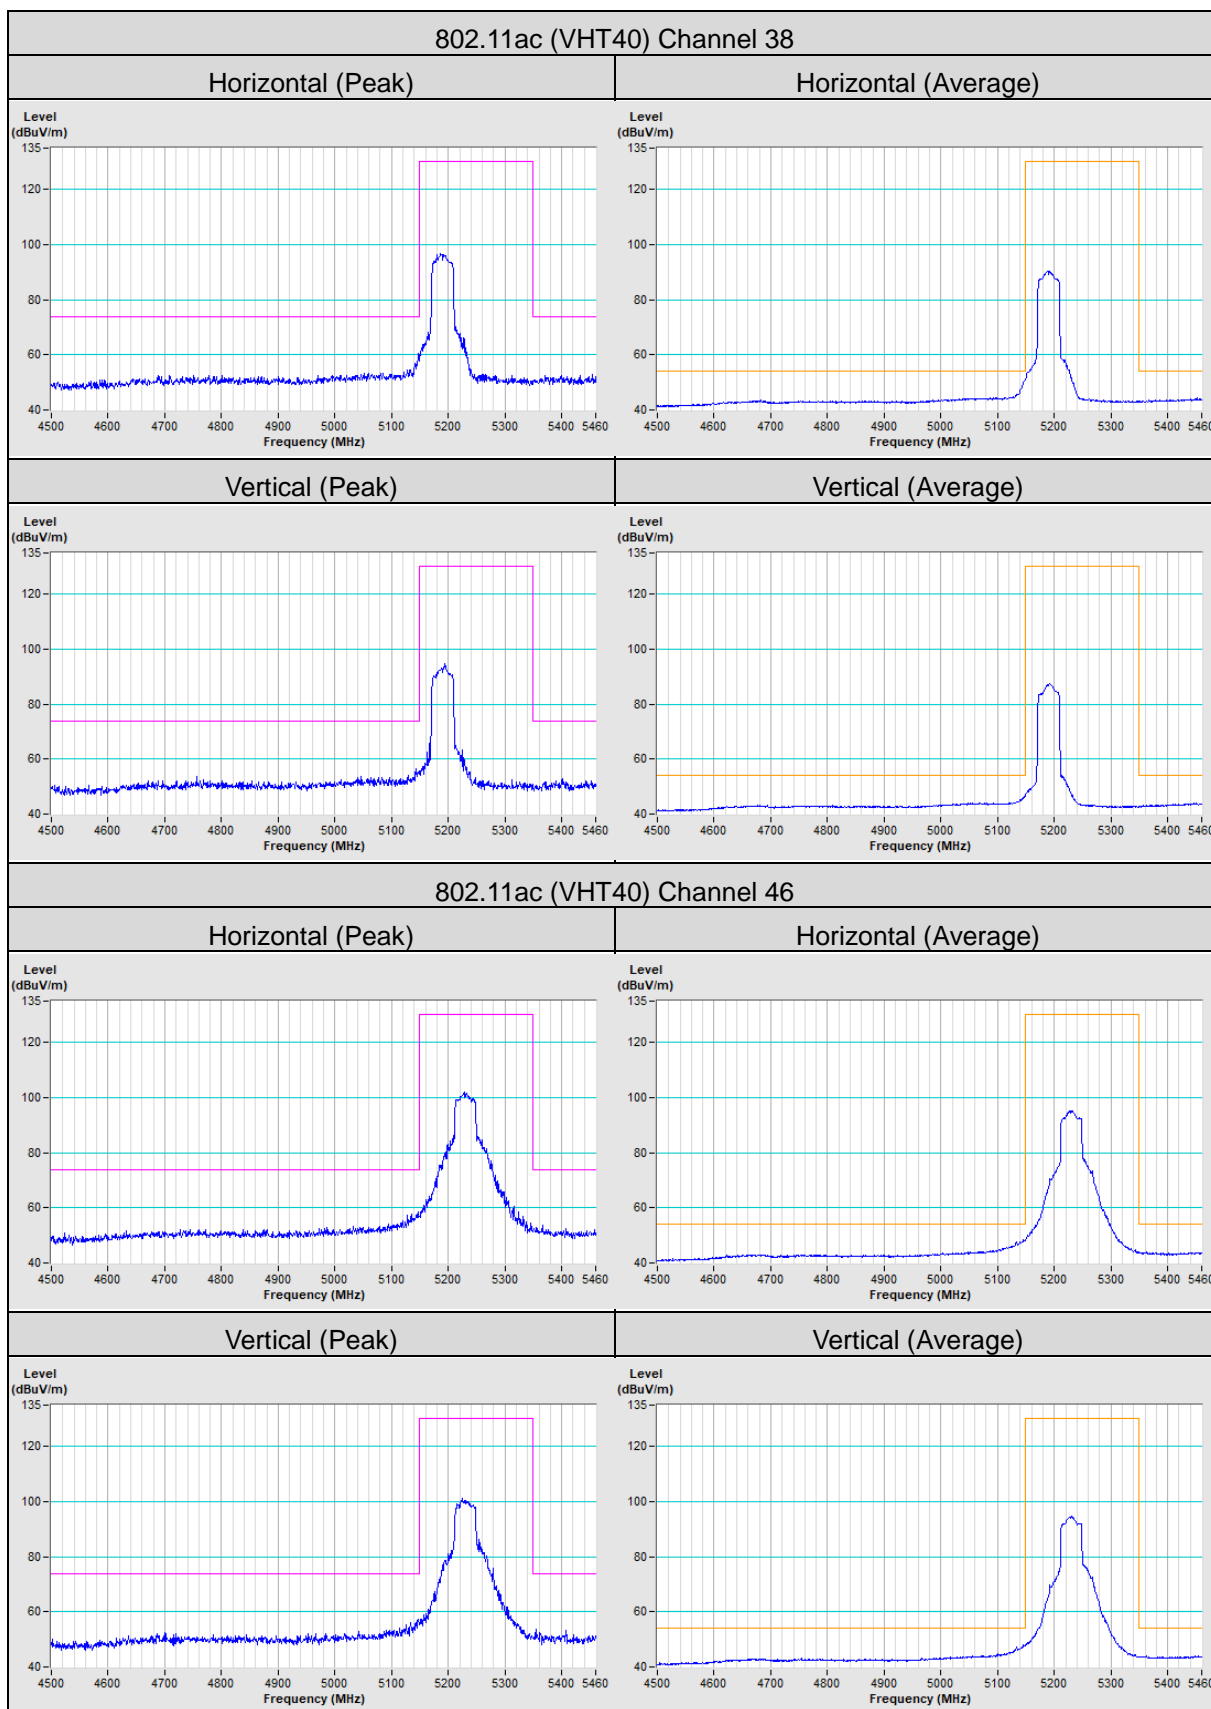 802.11ac (VHT40) Channel 38
Horizontal (Peak)
Horizontal (Average)
Level
(dBuV/m)
135
120
100
80
60
40
4500 4600 4700 4800 4900 5000 5100 5200 5300 5400 5460
Frequency (MHz)
Level
(dBuV/m)
135
120
100
80
60
40
4500 4600 4700 4800 4900 5000 5100 5200 5300 5400 5460
Frequency (MHz)
Vertical (Peak)
Vertical (Average)
Level
(dBuV/m)
135
120
100
80
60
40
4500 4600 4700 4800 4900 5000 5100 5200 5300 5400 5460
Frequency (MHz)
Level
(dBuV/m)
135
120
100
80
60
40
4500 4600 4700 4800 4900 5000 5100 5200 5300 5400 5460
Frequency (MHz)
802.11ac (VHT40) Channel 46
Horizontal (Peak)
Horizontal (Average)
Level
(dBuV/m)
135
120
100
80
60
40
4500 4600 4700 4800 4900 5000 5100 5200 5300 5400 5460
Frequency (MHz)
Level
(dBuV/m)
135
120
100
80
60
40
4500 4600 4700 4800 4900 5000 5100 5200 5300 5400 5460
Frequency (MHz)
Vertical (Peak)
Vertical (Average)
Level
(dBuV/m)
135
120
100
80
60
40
4500 4600 4700 4800 4900 5000 5100 5200 5300 5400 5460
Frequency (MHz)
Level
(dBuV/m)
135
120
100
80
60
40
4500 4600 4700 4800 4900 5000 5100 5200 5300 5400 5460
Frequency (MHz)